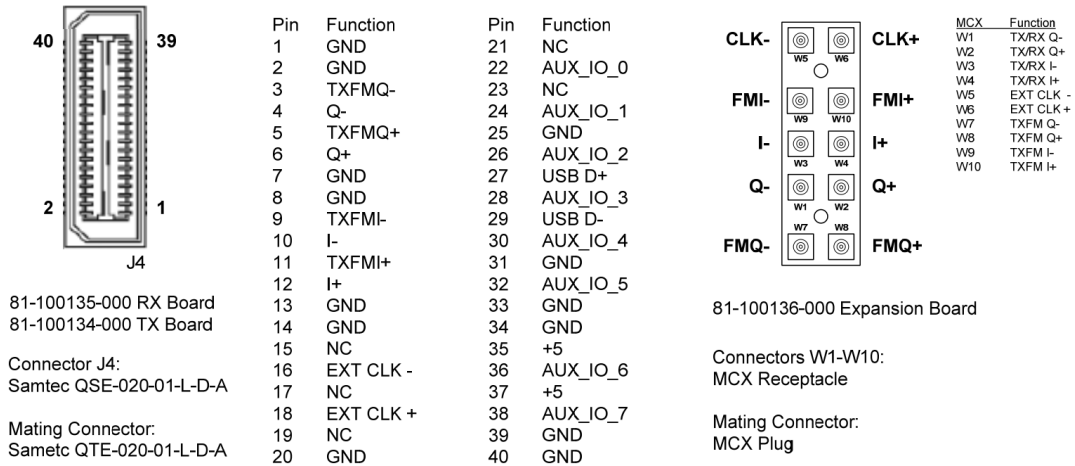 40 39
2 1
J4
81-100135-000 RX Board
81-100134-000 TX Board
Connector J4:
Samtec QSE-020-01-L-D-A
Mating Connector:
Sametc QTE-020-01-L-D-A
Pin Function
1 GND
2 GND
3 TXFMQ-
4 Q-
5 TXFMQ+
6 Q+
7 GND
8 GND
9 TXFMI-
10 I-
11 TXFMI+
12 I+
13 GND
14 GND
15 NC
16 EXT CLK -
17 NC
18 EXT CLK +
19 NC
20 GND
Pin Function
21 NC
22 AUX_IO_0
23 NC
24 AUX_IO_1
25 GND
26 AUX_IO_2
27 USB D+
28 AUX_IO_3
29 USB D-
30 AUX_IO_4
31 GND
32 AUX_IO_5
33 GND
34 GND
35 +5
36 AUX_IO_6
37 +5
38 AUX_IO_7
39 GND
40 GND
CLK- CLK+
W5 W6
FMI- FMI+
W9 W10
I- I+
W3 W4
Q- Q+
W1 W2
W7 W8
FMQ- FMQ+
81-100136-000 Expansion Board
Connectors W1-W10:
MCX Receptacle
Mating Connector:
MCX Plug
MCX Function
W1 TX/RX Q-
W2 TX/RX Q+
W3 TX/RX I-
W4 TX/RX I+
W5 EXT CLK -
W6 EXT CLK +
W7 TXFM Q-
W8 TXFM Q+
W9 TXFM I-
W10 TXFM I+